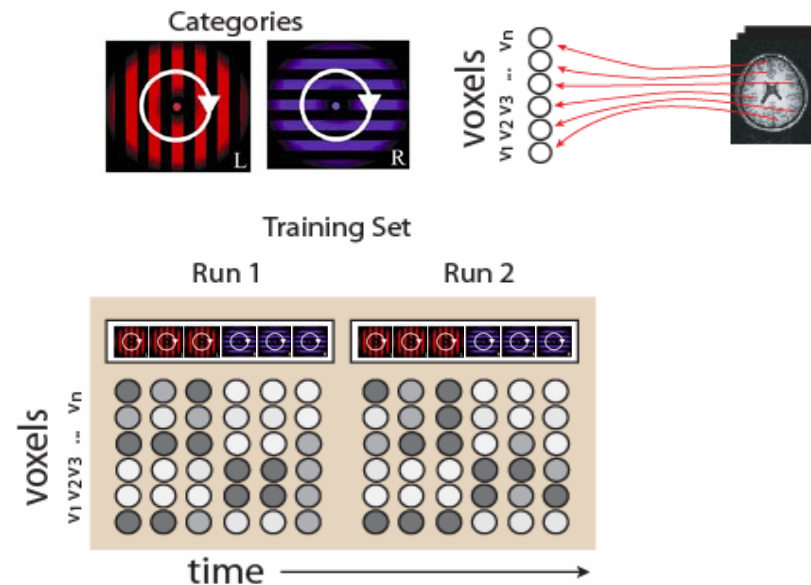 Categories
L
R
voxels
V1 V2 V3 ... Vn
Training Set
Run 1
Run 2
voxels
V1 V2 V3 ... Vn
time